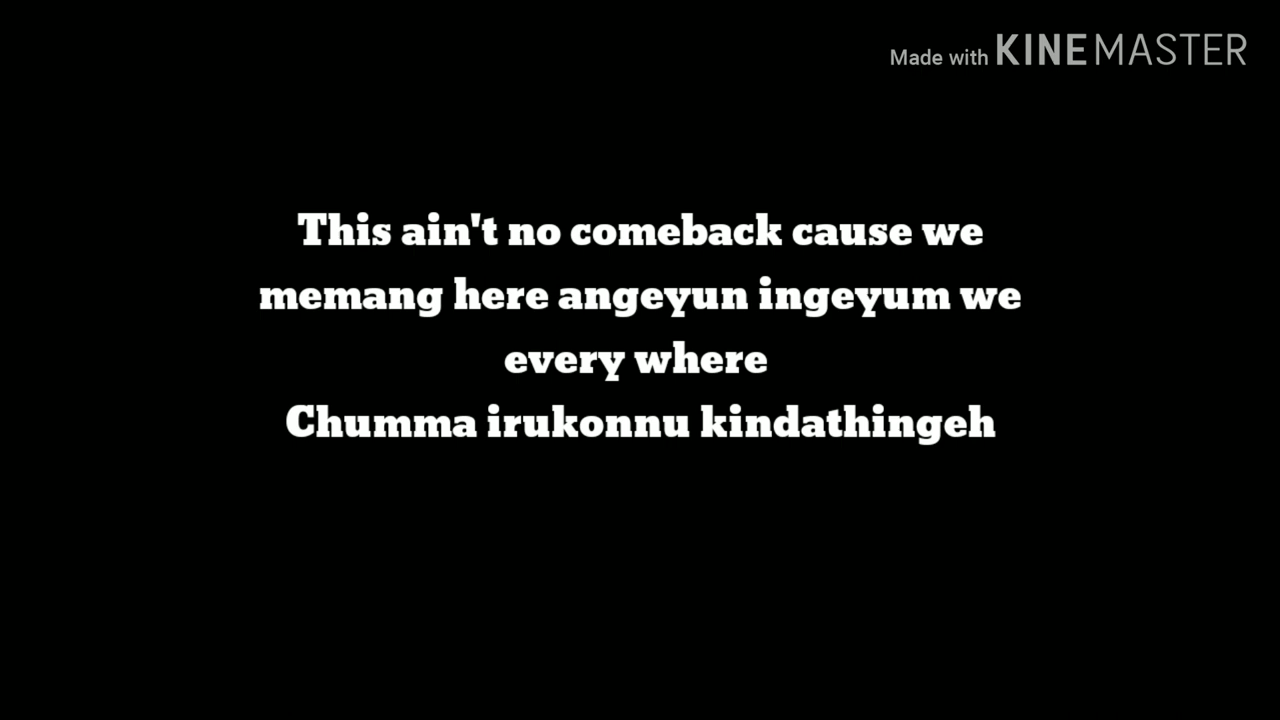 Made with KINEMASTER
This ain't no comeback cause we
memang here angeyun ingeyum we
every where
Chumma irukonnu kindathingeh